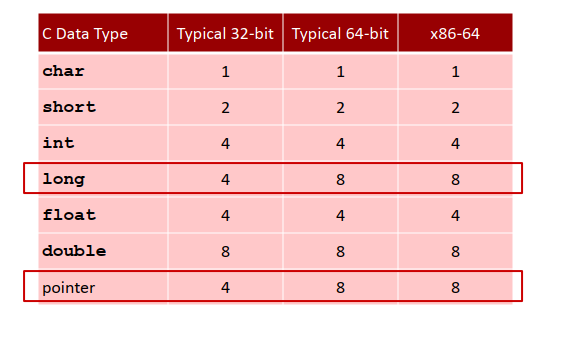 C Data Type Typical 32-bit Typical 64-bit x86-64
char 1 1 1
short 2 2 2
int 4 4 4
long 4 8 8
float 4 4 4
double 8 8 8
pointer 4 8 8